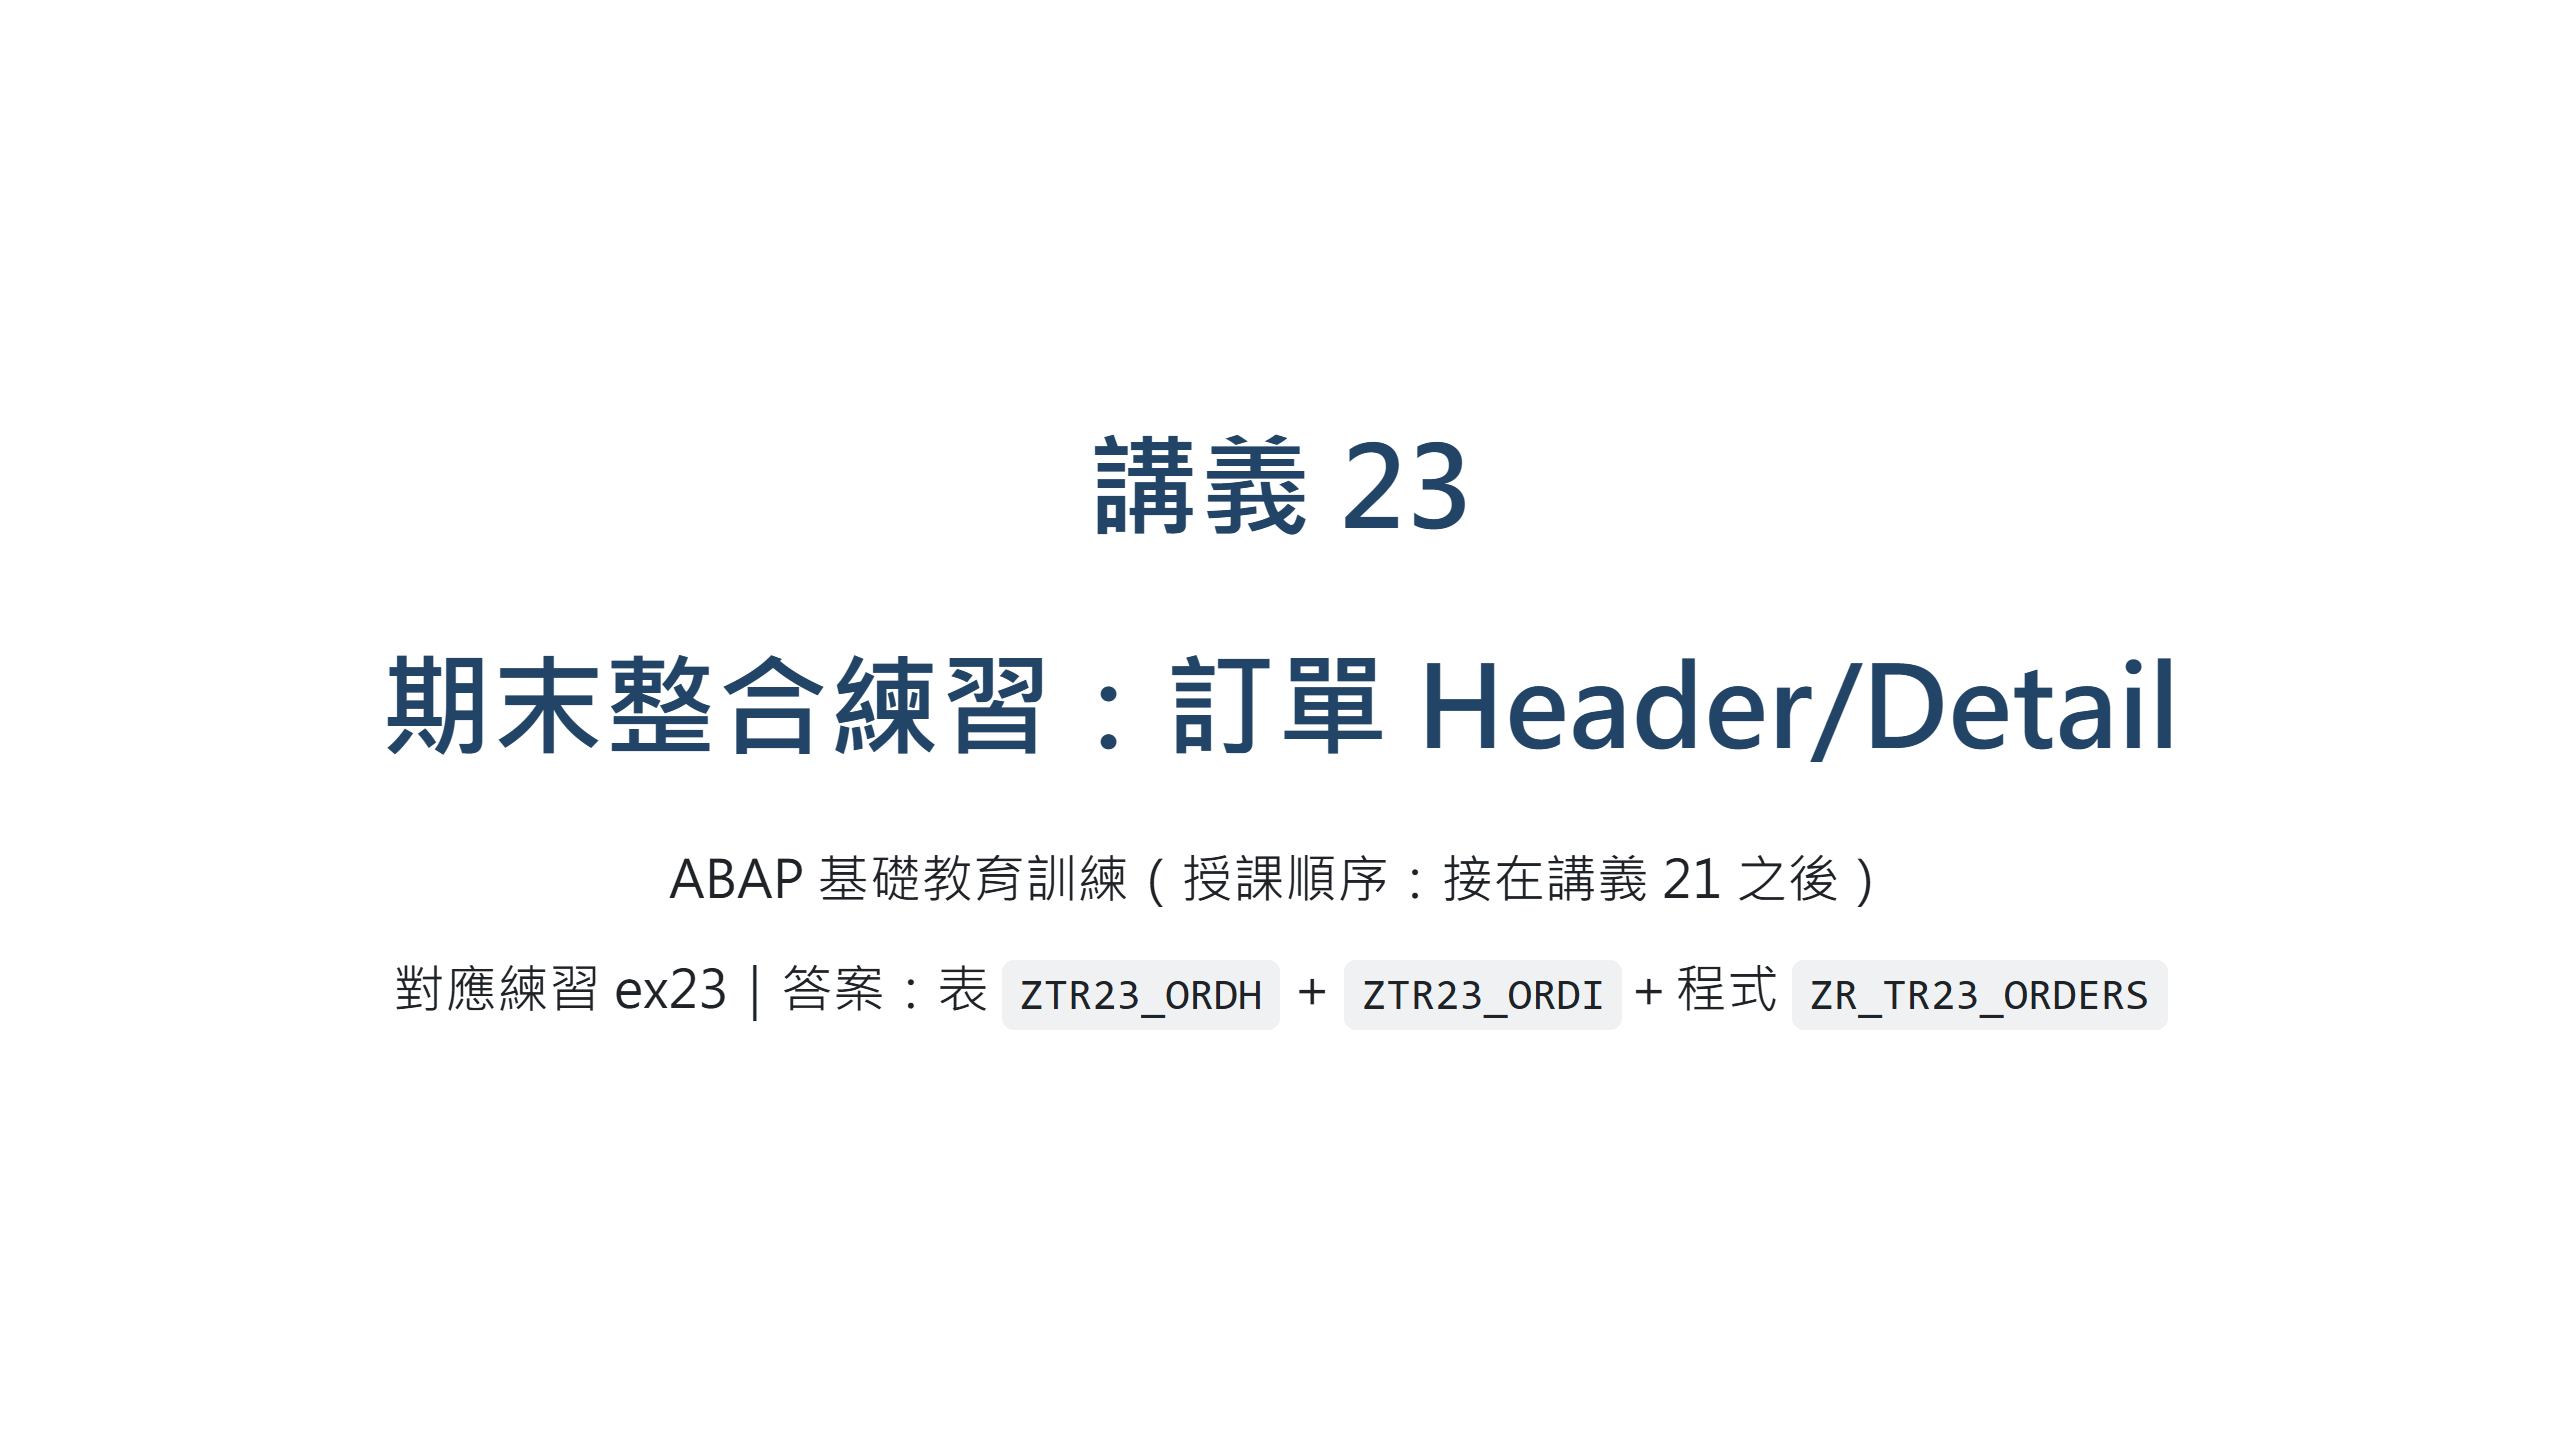 講義 23
期末整合練習：訂單 Header/Detail
ABAP 基礎教育訓練（授課順序：接在講義 21 之後）
對應練習 ex23｜答案：表 ZTR23_ORDH + ZTR23_ORDI + 程式 ZR_TR23_ORDERS